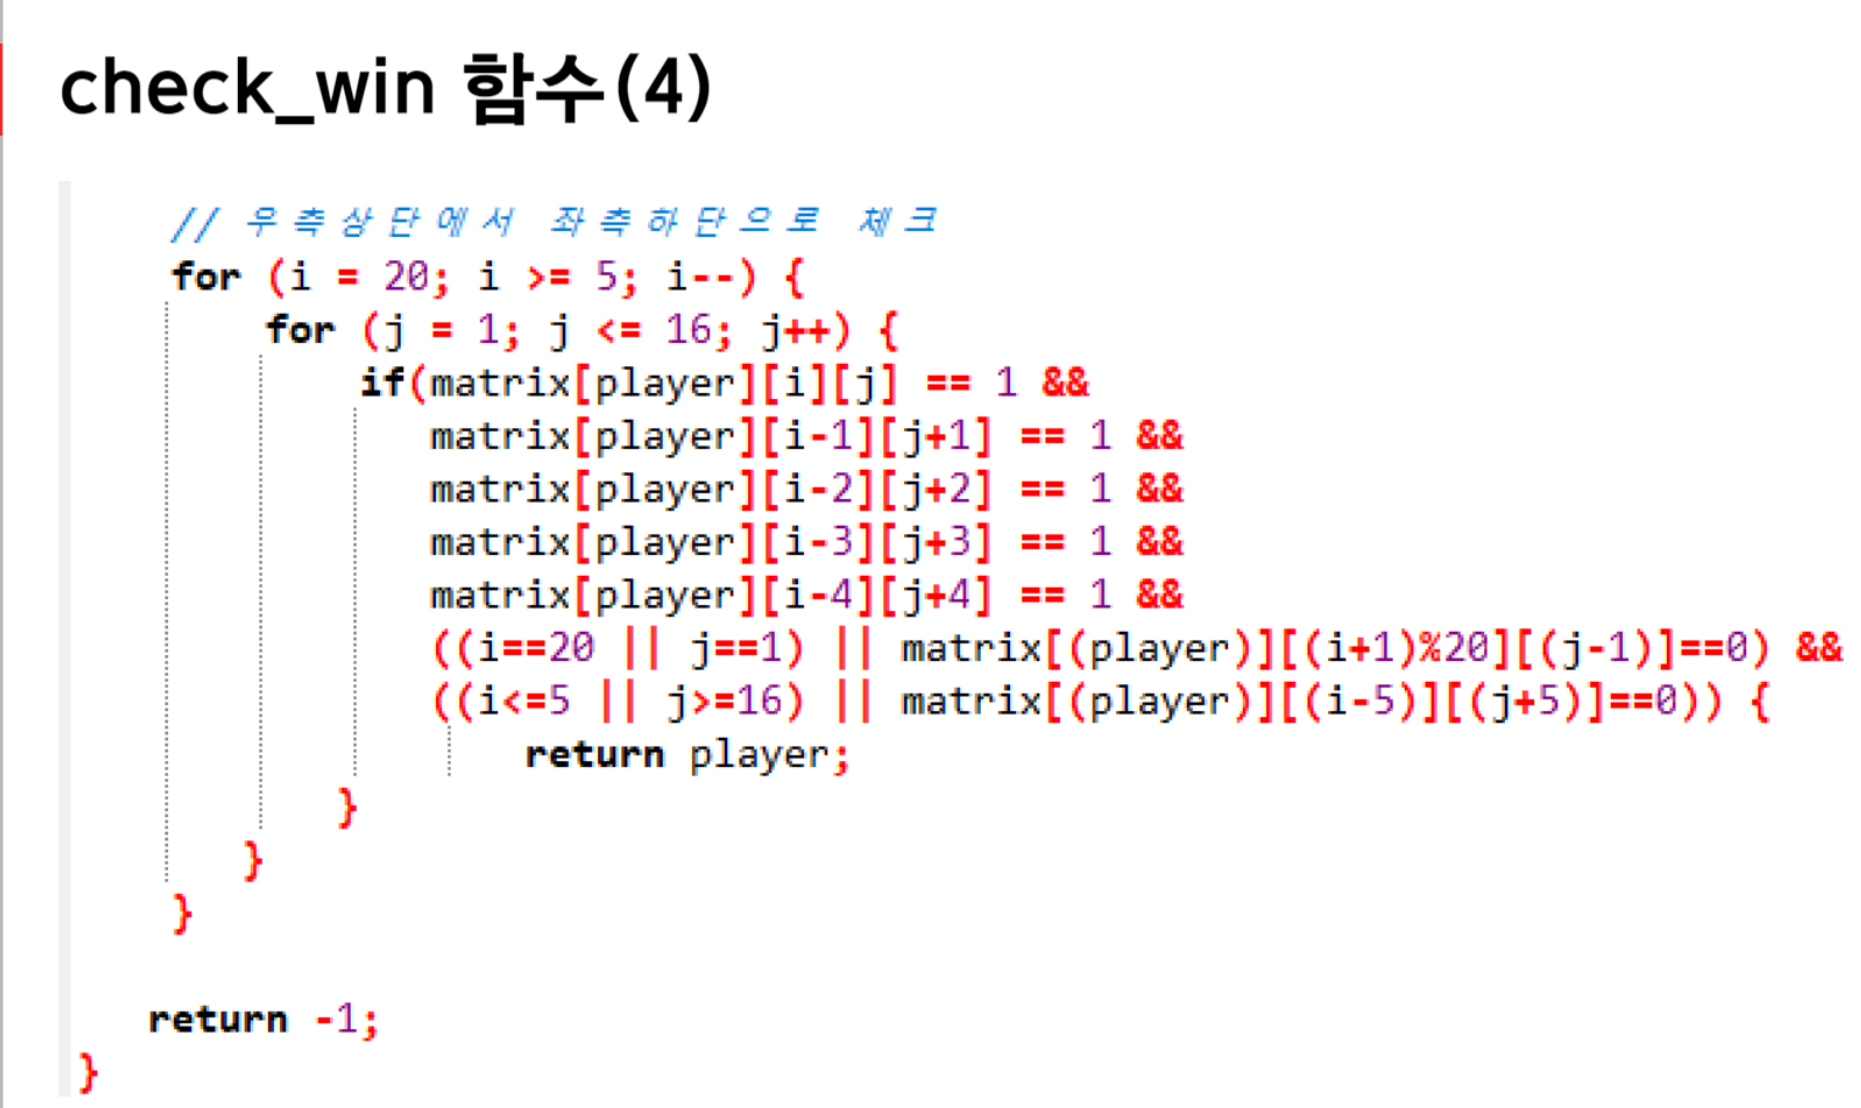 check_win 함수(4)
// 우측상단에서 좌측하단으로 체크
for (i = 20; i >= 5; i--) {
for (j = 1; j <= 16; j++) {
if(matrix[player][i][j] == 1 &&
matrix[player][i-1][j+1] == 1 &&
matrix[player][i-2][j+2] == 1 &&
matrix[player][i-3][j+3] == 1 &&
matrix[player][i-4][j+4] == 1 &&
((i==20 || j==1) || matrix[(player)][(i+1)%20][(j-1)]==0) &&
((i<=5 || j>=16) || matrix[(player)][(i-5)][(j+5)]==0)) {
return player;
}
}
}
return -1;
}